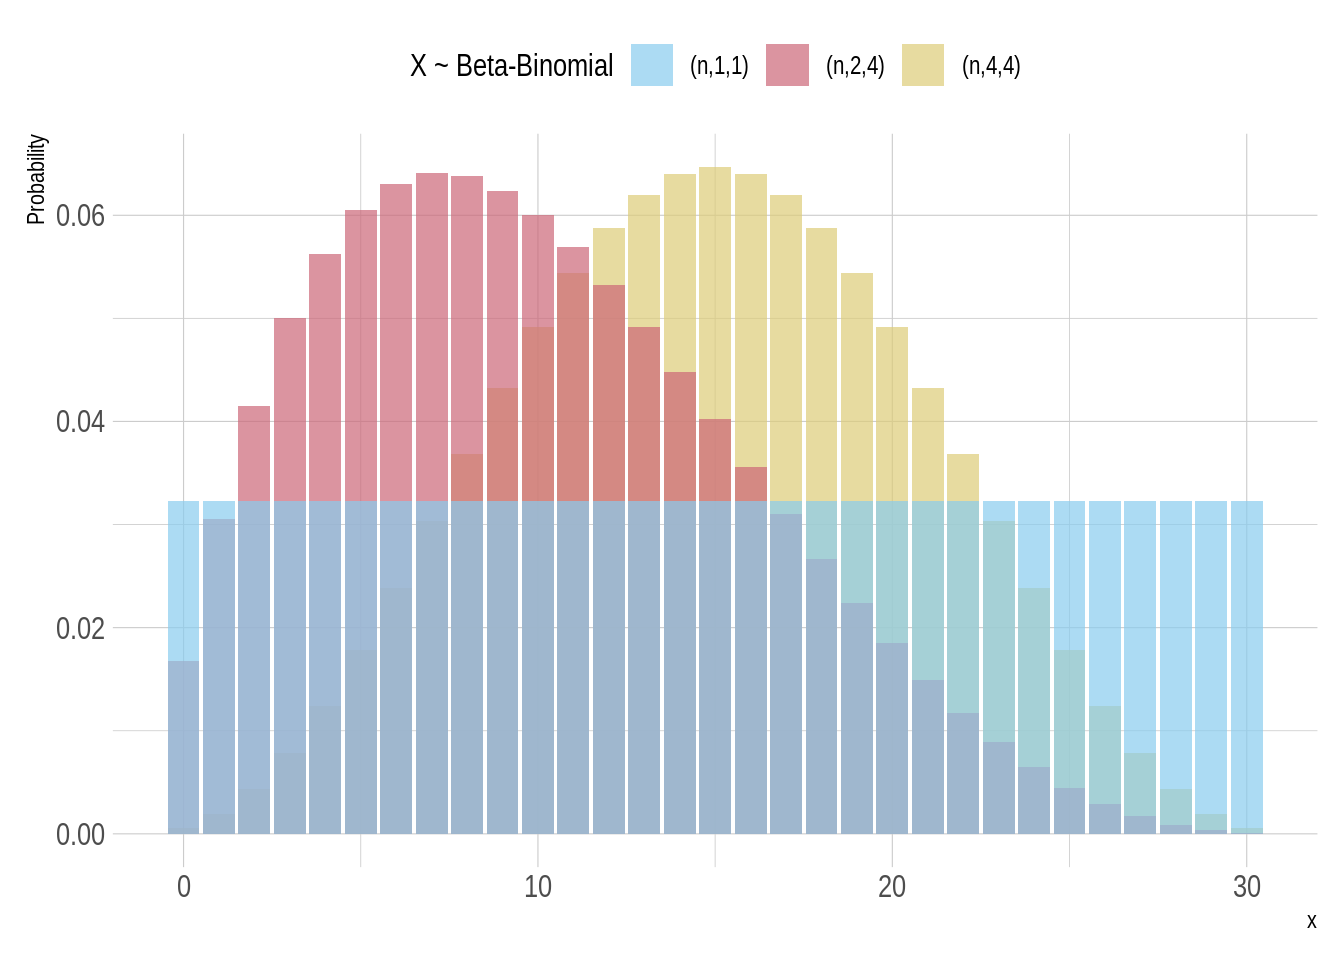 X ~ Beta-Binomial (n,1,1) (n,2,4) (n,4,4)
Probability
0.06
0.04
0.02
0.00
0 10 20 30
x